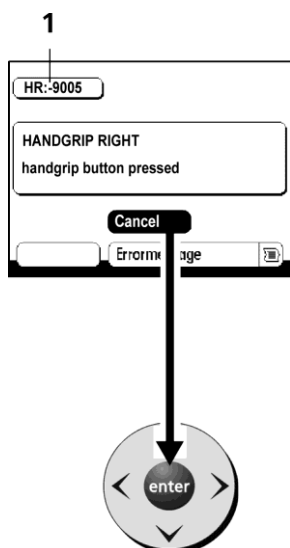 1
HR:-9005
HANDGRIP RIGHT
handgrip button pressed
Cancel
enter